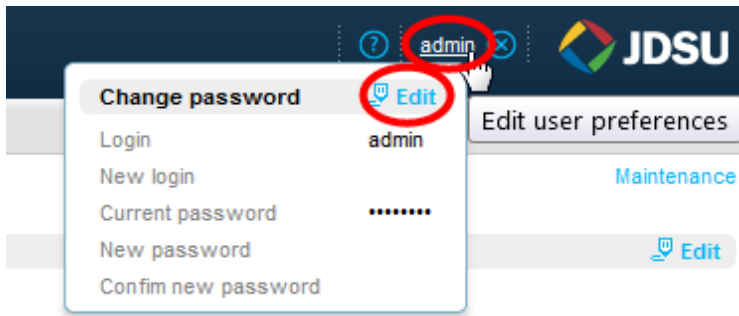 ? admin JDSU
Change password Edit
Edit user preferences
Login admin
New login
Maintenance
Current password ••••••••
New password
Edit
Confim new password